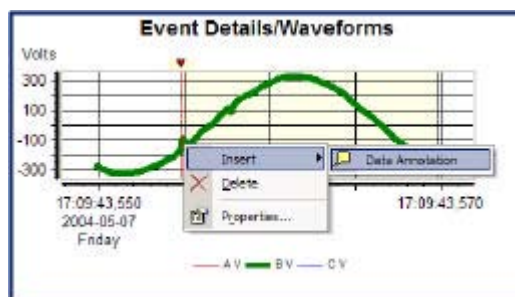 Event Details/Waveforms
Volts
300
100
-100
-300
Insert
Data Annotation
Delete
Properties...
17:09:43.550
17:09:43.570
2004-05-07
Friday
A V
B V
C V